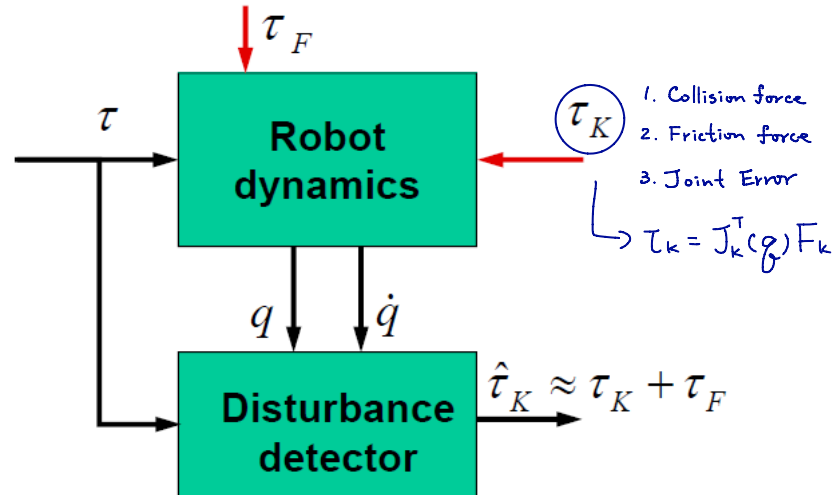 τ_F
τ
Robot
dynamics
τ_K
1. Collision force
2. Friction force
3. Joint Error
τ_k = J_k^T(q) F_k
q
q̇
Disturbance
detector
τ̂_K ≈ τ_K + τ_F